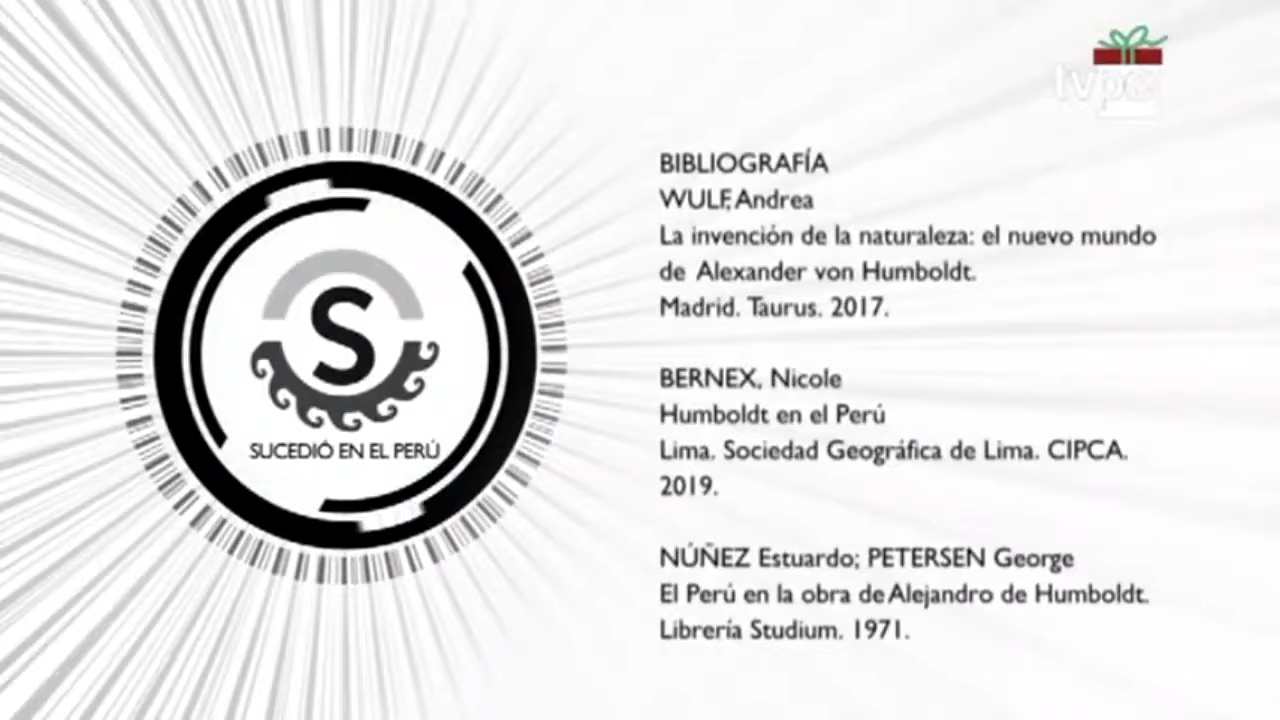 tvpe
BIBLIOGRAFÍA
WULF, Andrea
La invención de la naturaleza: el nuevo mundo
de Alexander von Humboldt.
Madrid. Taurus. 2017.
BERNEX, Nicole
Humboldt en el Perú
Lima. Sociedad Geográfica de Lima. CIPCA.
2019.
NÚÑEZ Estuardo; PETERSEN George
El Perú en la obra de Alejandro de Humboldt.
Librería Studium. 1971.
S
SUCEDIÓ EN EL PERÚ